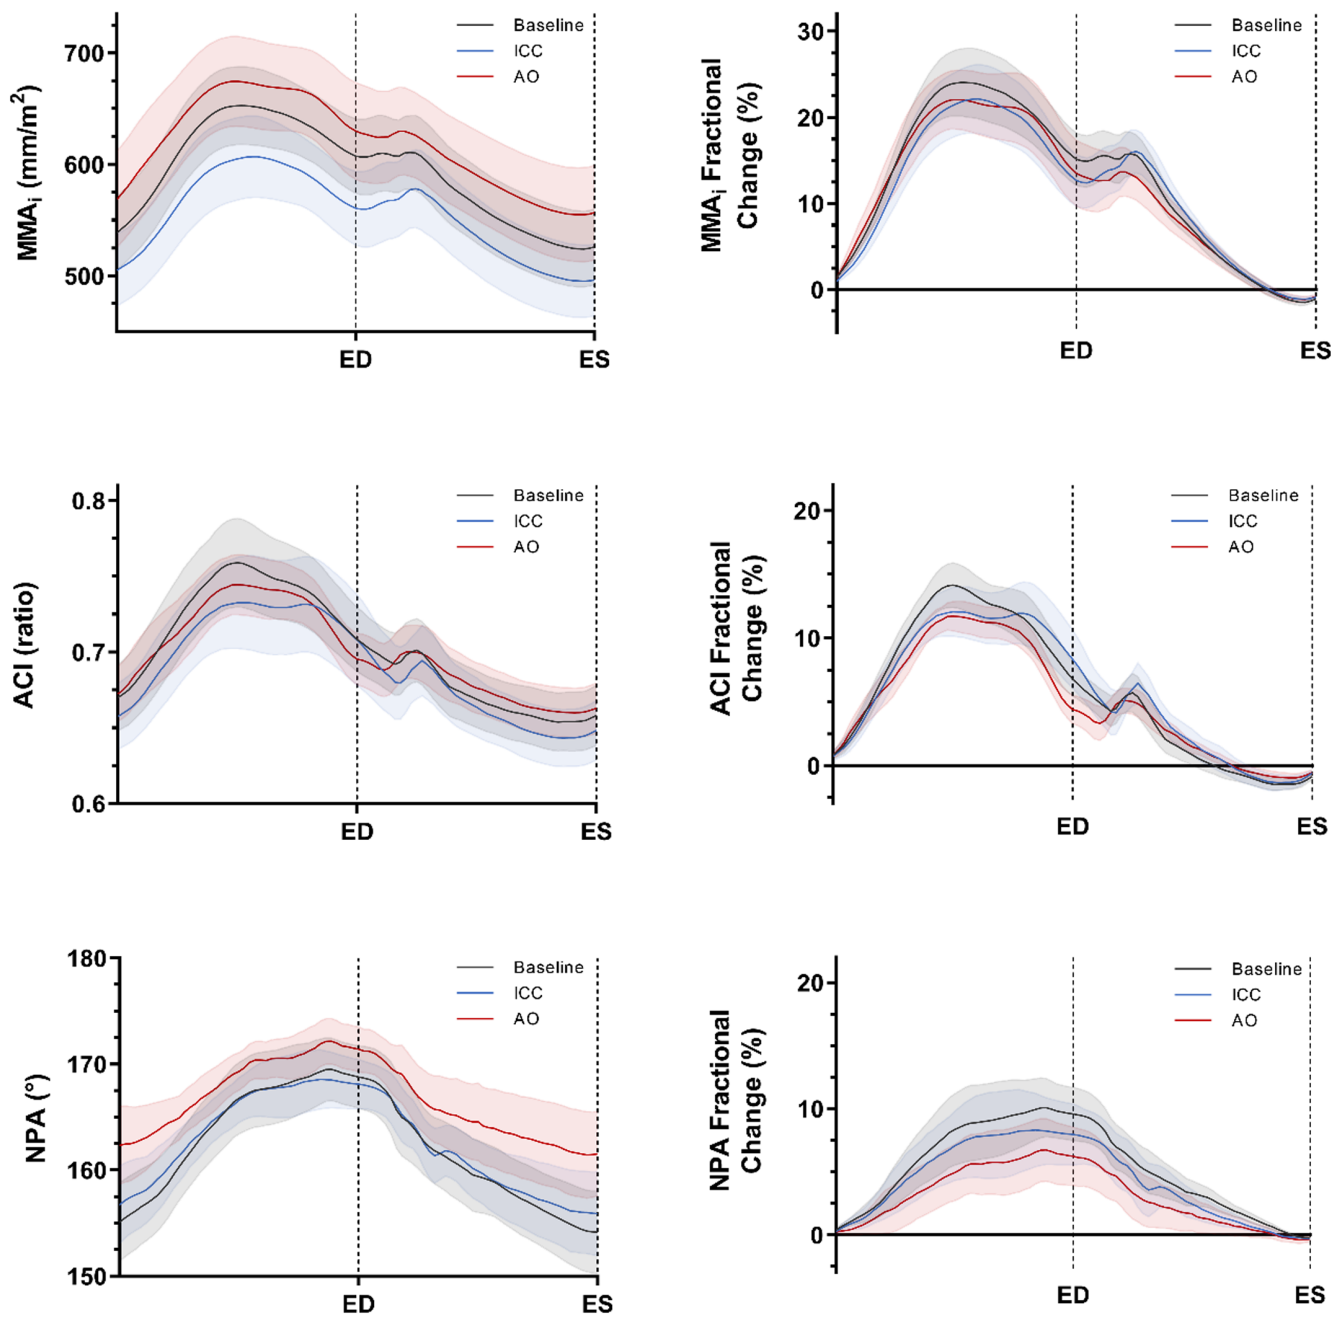 MMAi (mm/m²)
700
600
500
Baseline
ICC
AO
ED
ES
MMAi Fractional
Change (%)
30
20
10
0
Baseline
ICC
AO
ED
ES
ACI (ratio)
0.8
0.7
0.6
Baseline
ICC
AO
ED
ES
ACI Fractional
Change (%)
20
10
0
Baseline
ICC
AO
ED
ES
NPA (°)
180
170
160
150
Baseline
ICC
AO
ED
ES
NPA Fractional
Change (%)
20
10
0
Baseline
ICC
AO
ED
ES